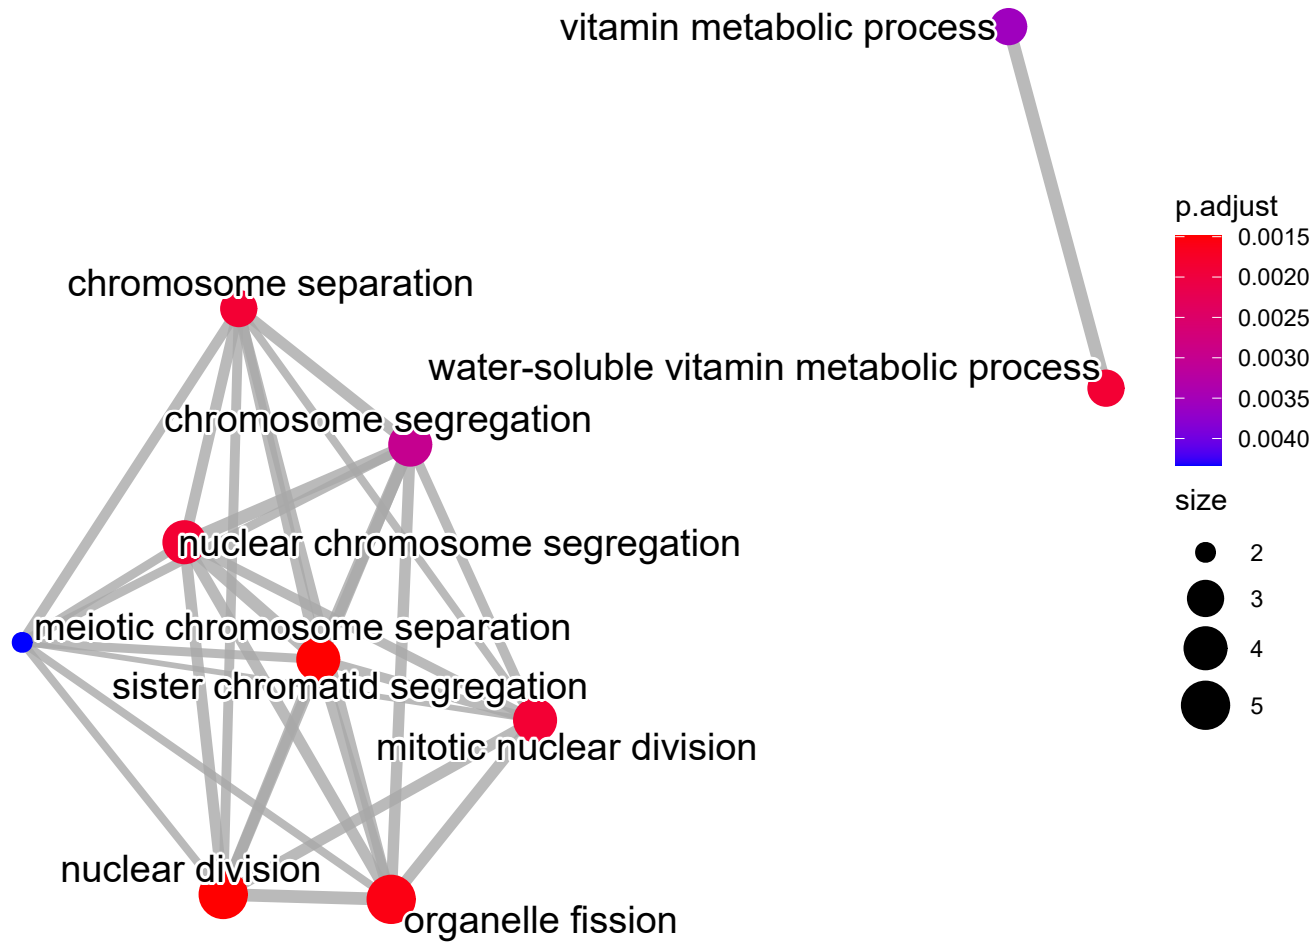 vitamin metabolic process
p.adjust
0.0015
0.0020
0.0025
0.0030
0.0035
0.0040
chromosome separation
water-soluble vitamin metabolic process
chromosome segregation
size
2
3
4
5
nuclear chromosome segregation
meiotic chromosome separation
sister chromatid segregation
mitotic nuclear division
nuclear division
organelle fission